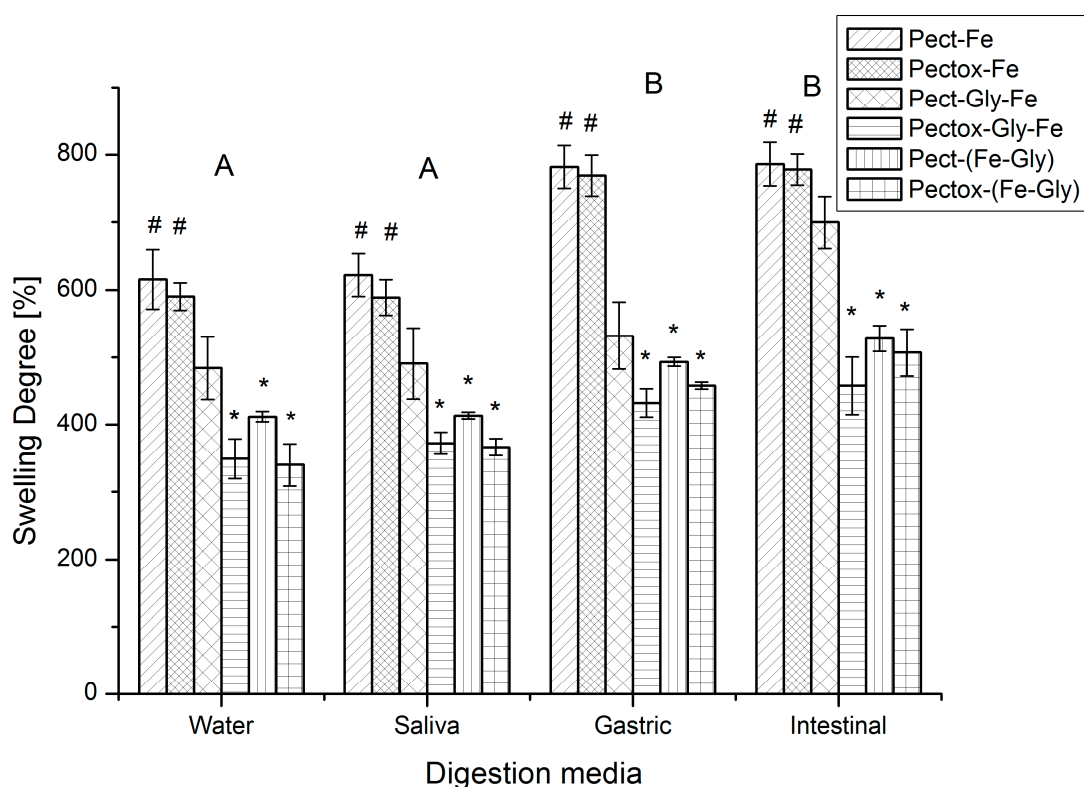 Pect-Fe
Pectox-Fe
Pect-Gly-Fe
Pectox-Gly-Fe
Pect-(Fe-Gly)
Pectox-(Fe-Gly)
B B
# # # #
800
A A
# # # #
600
* * *
* * *
* *
400
* * * *
200
0
Swelling Degree [%]
Water Saliva Gastric Intestinal
Digestion media